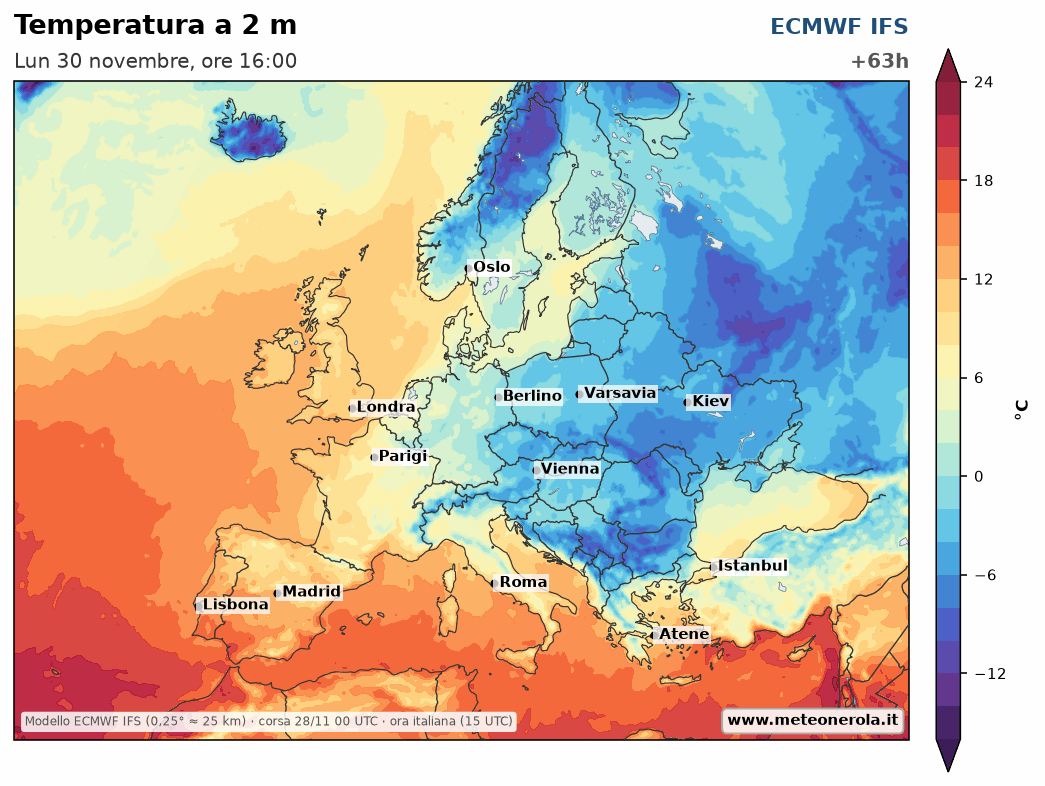 Temperatura a 2 m
ECMWF IFS
Lun 30 novembre, ore 16:00
+63h
24
18
12
6
0
−6
−12
°C
Oslo
Londra
Berlino
Varsavia
Kiev
Parigi
Vienna
Istanbul
Roma
Madrid
Lisbona
Atene
Modello ECMWF IFS (0,25° ≈ 25 km) · corsa 28/11 00 UTC · ora italiana (15 UTC)
www.meteonerola.it